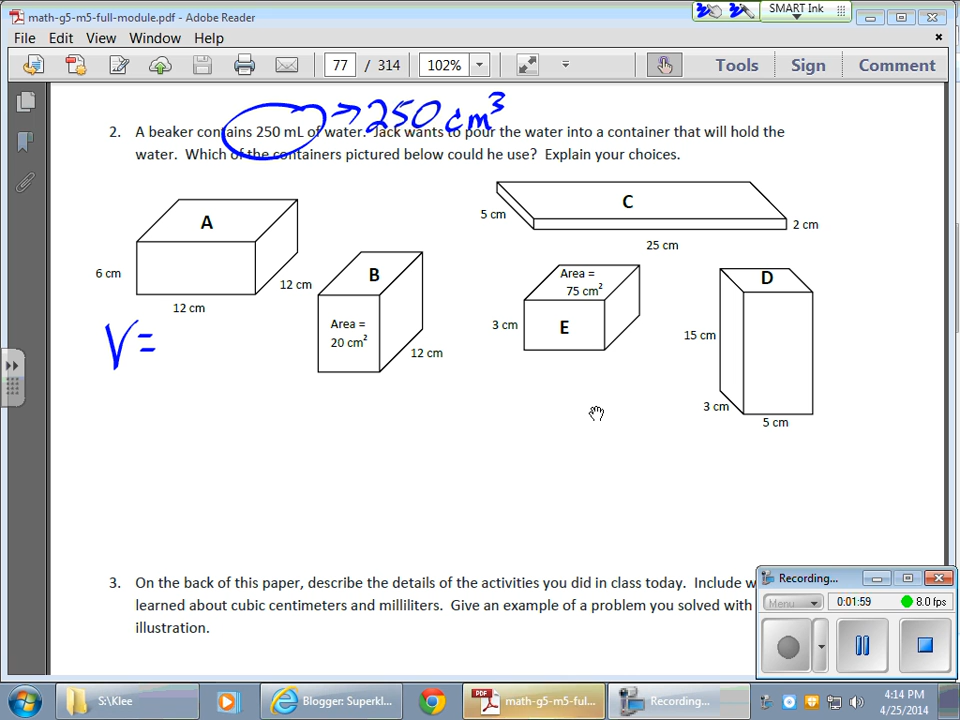 math-g5-m5-full-module.pdf - Adobe Reader
SMART Ink
File Edit View Window Help
77 / 314 102% Tools Sign Comment
→ 250 cm³
2. A beaker contains 250 mL of water. Jack wants to pour the water into a container that will hold the
water. Which of the containers pictured below could he use? Explain your choices.
A
6 cm
12 cm
12 cm
B
Area =
20 cm²
12 cm
C
5 cm
2 cm
25 cm
Area =
75 cm²
3 cm
E
D
15 cm
3 cm
5 cm
V =
3. On the back of this paper, describe the details of the activities you did in class today. Include w
learned about cubic centimeters and milliliters. Give an example of a problem you solved with
illustration.
Recording...
Menu 0:01:59 8.0 fps
S:\Klee
Blogger: Superkl...
math-g5-m5-ful...
Recording...
4:14 PM
4/25/2014